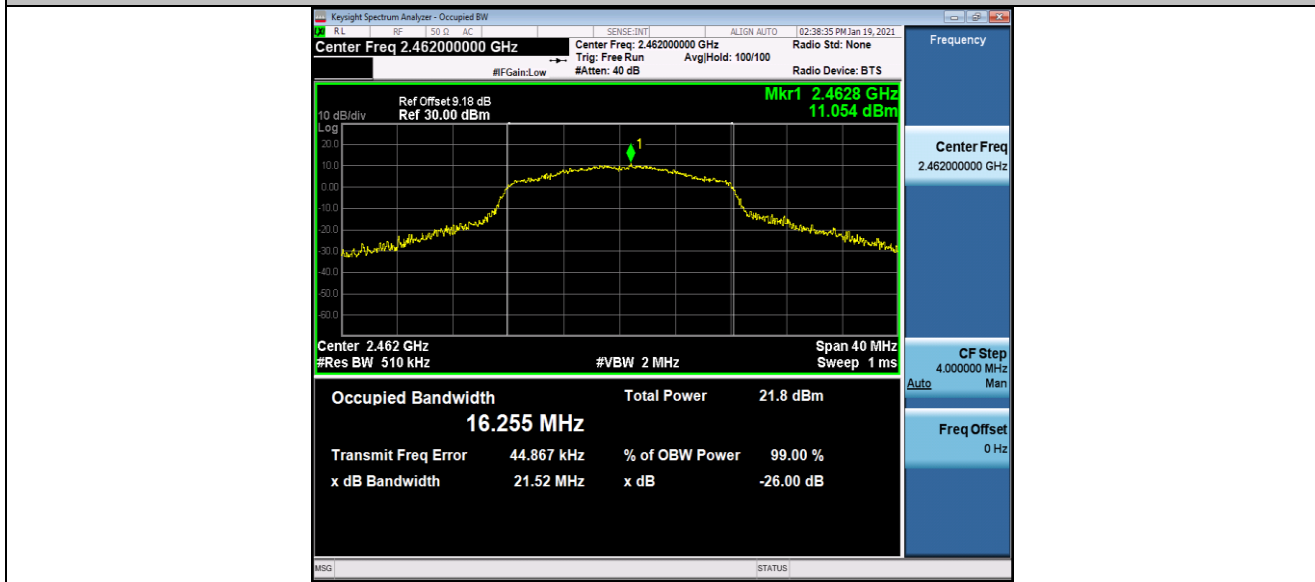 Keysight Spectrum Analyzer - Occupied BW
RL RF 50 Ω AC SENSE:INT ALIGN AUTO 02:38:35 PM Jan 19, 2021
Center Freq 2.462000000 GHz
Center Freq: 2.462000000 GHz
Radio Std: None
Trig: Free Run Avg|Hold: 100/100
#IFGain:Low #Atten: 40 dB Radio Device: BTS
Frequency
Mkr1 2.4628 GHz
11.054 dBm
Ref Offset 9.18 dB
10 dB/div Ref 30.00 dBm
Log
20.0
10.0
0.00
-10.0
-20.0
-30.0
-40.0
-50.0
-60.0
1
Center 2.462 GHz Span 40 MHz
#Res BW 510 kHz #VBW 2 MHz Sweep 1 ms
Occupied Bandwidth Total Power 21.8 dBm
16.255 MHz
Transmit Freq Error 44.867 kHz % of OBW Power 99.00 %
x dB Bandwidth 21.52 MHz x dB -26.00 dB
Center Freq
2.462000000 GHz
CF Step
4.000000 MHz
Auto Man
Freq Offset
0 Hz
MSG STATUS